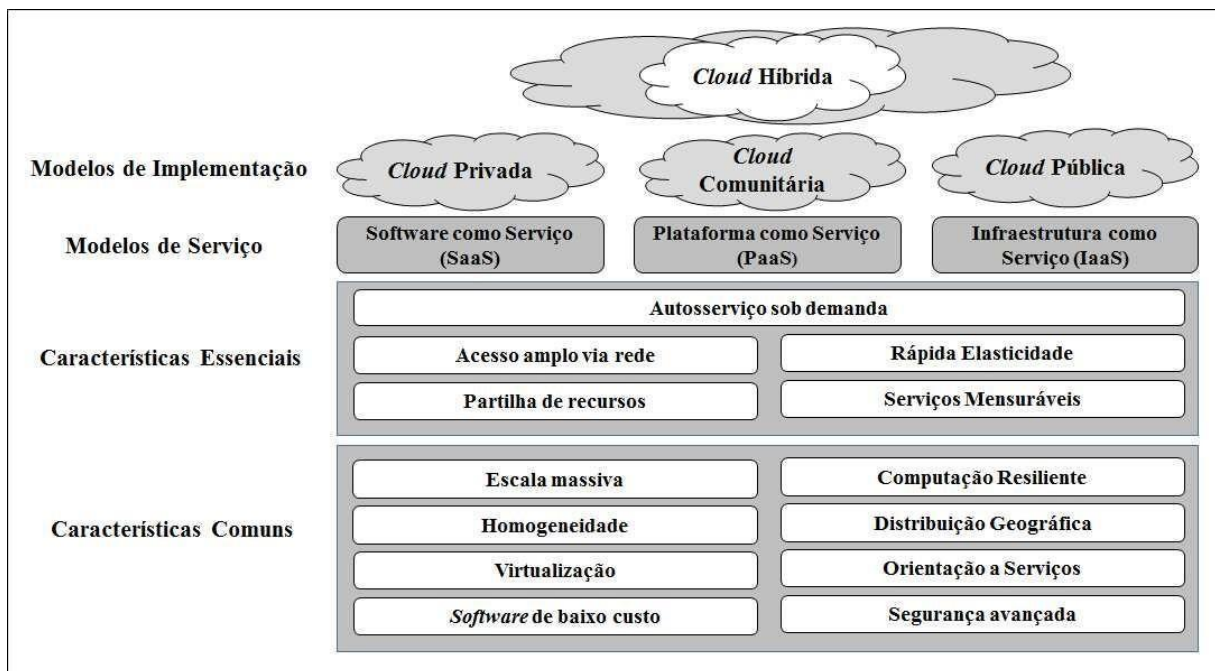 Cloud Híbrida
Modelos de Implementação
Cloud Privada
Cloud
Comunitária
Cloud Pública
Modelos de Serviço
Software como Serviço
(SaaS)
Plataforma como Serviço
(PaaS)
Infraestrutura como
Serviço (IaaS)
Autosserviço sob demanda
Características Essenciais
Acesso amplo via rede
Rápida Elasticidade
Partilha de recursos
Serviços Mensuráveis
Características Comuns
Escala massiva
Computação Resiliente
Homogeneidade
Distribuição Geográfica
Virtualização
Orientação a Serviços
Software de baixo custo
Segurança avançada